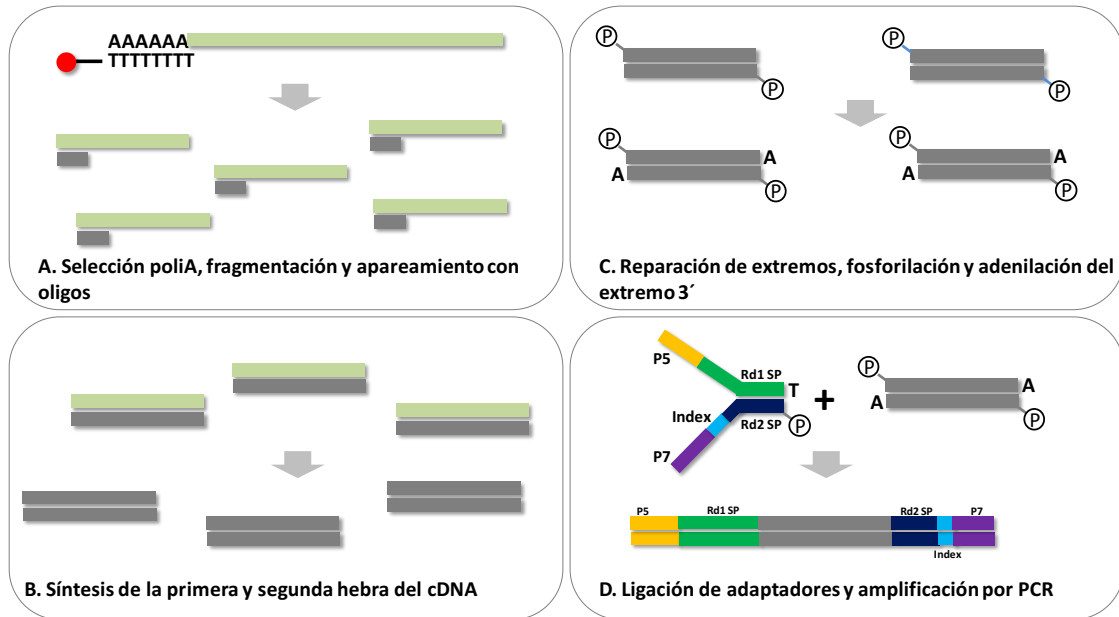 AAAAAA
TTTTTTTT
A. Selección poliA, fragmentación y apareamiento con
oligos
B. Síntesis de la primera y segunda hebra del cDNA
P
P
P
P
P
A
A
P
P
A
A
P
C. Reparación de extremos, fosforilación y adenilación del
extremo 3´
P5
Rd1 SP
T
+
Index
Rd2 SP
P
P7
P
A
A
P
P5
Rd1 SP
Rd2 SP
P7
Index
D. Ligación de adaptadores y amplificación por PCR